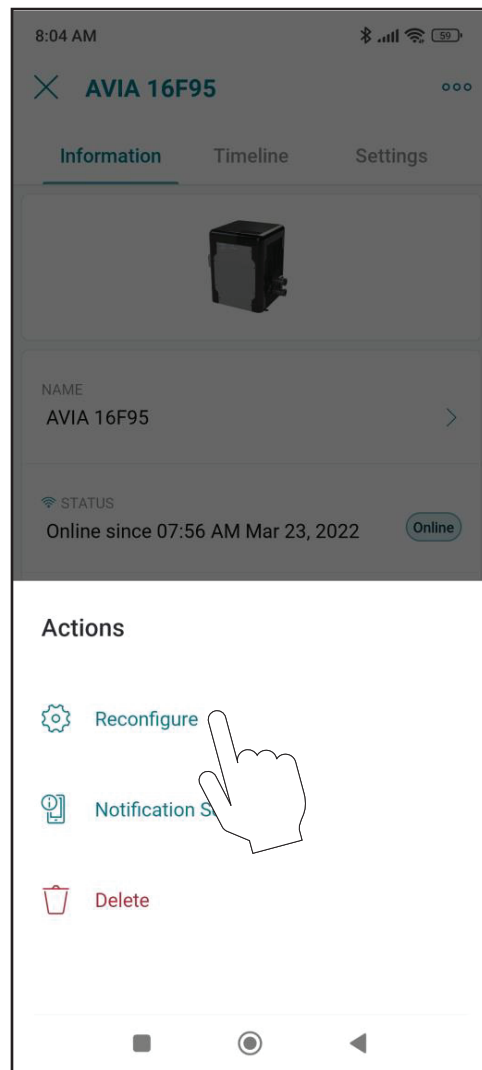 8:04 AM
59
AVIA 16F95
Information Timeline Settings
NAME
AVIA 16F95
STATUS
Online since 07:56 AM Mar 23, 2022 Online
Actions
Reconfigure
Notification
Delete